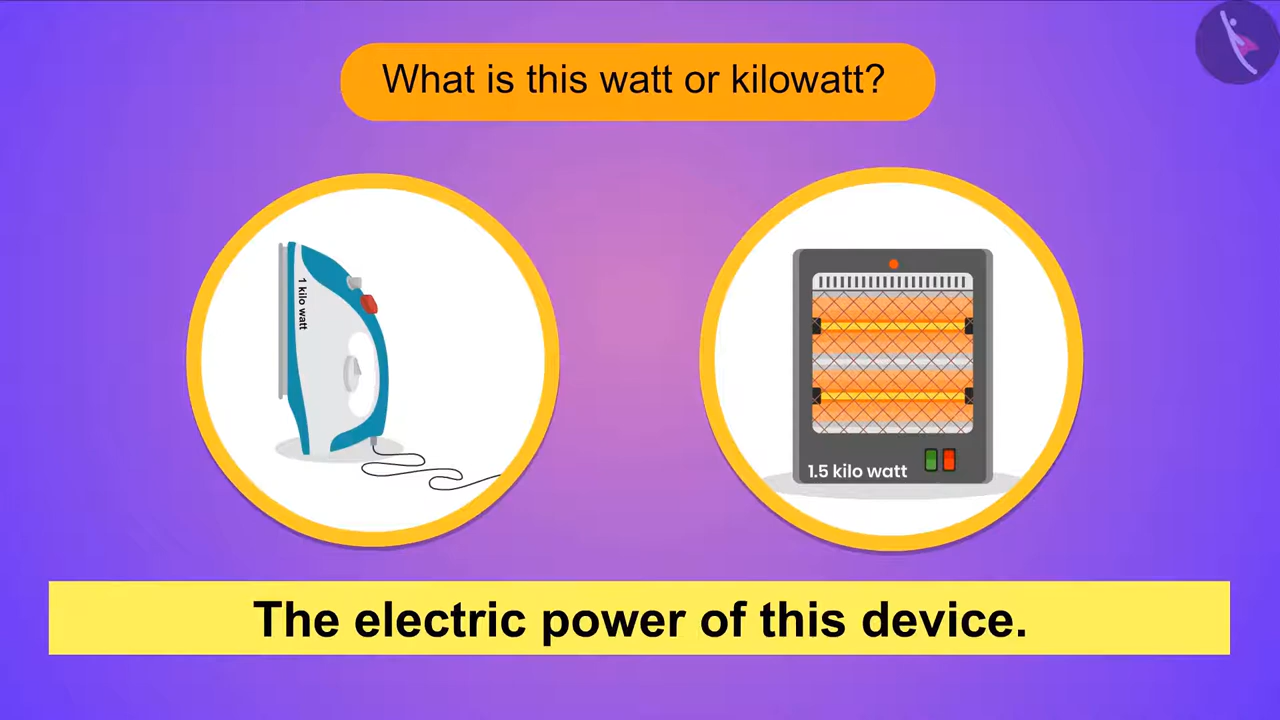 What is this watt or kilowatt?
1 kilo watt
1.5 kilo watt
The electric power of this device.